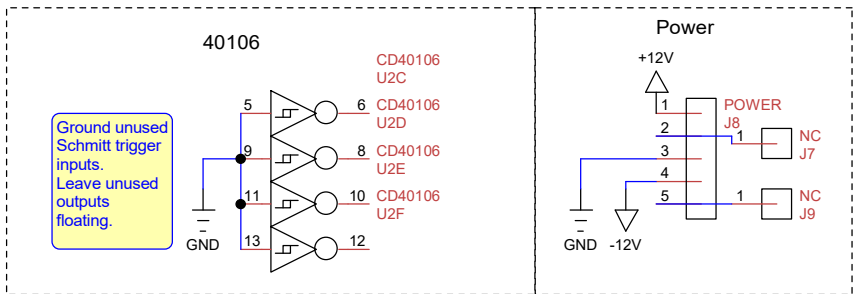 40106
CD40106
U2C
5
6
CD40106
U2D
9
8
CD40106
U2E
11
10
CD40106
U2F
13
12
Ground unused
Schmitt trigger
inputs.
Leave unused
outputs
floating.
GND
Power
+12V
1
POWER
J8
2
1
NC
J7
3
4
5
1
NC
J9
GND
-12V